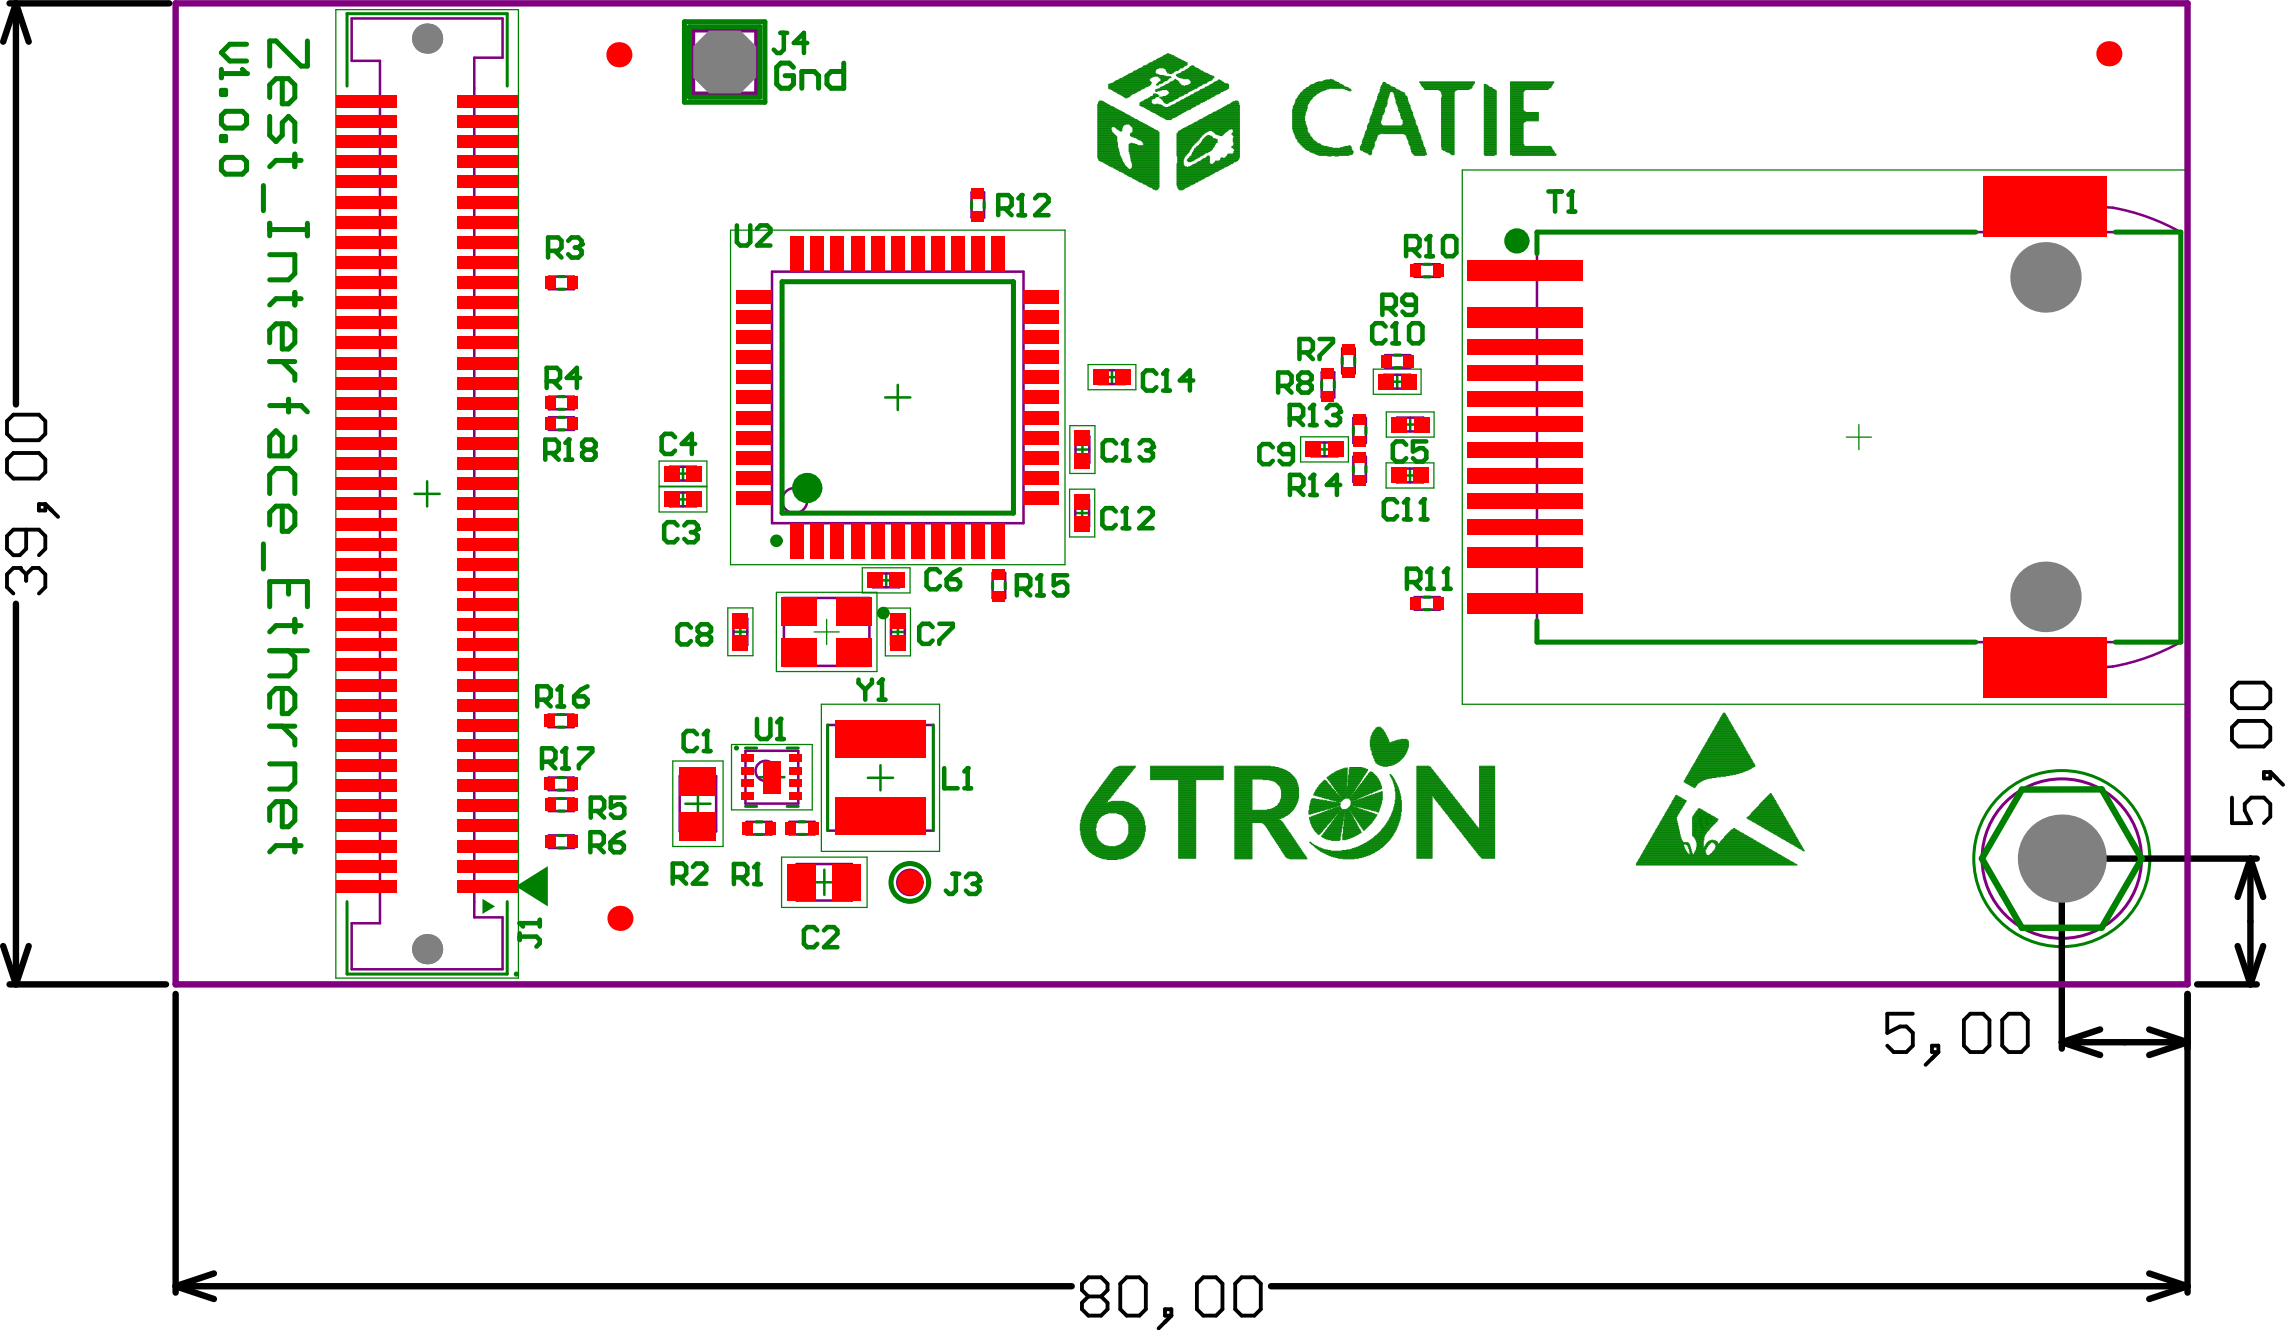 J4
Gnd
CATIE
V1.0.0
Zest_Interface_Ethernet
R12
T1
U2
R3
R10
R9
C10
R7
R4
C14
R8
R13
C4
R18
C13
C9
C5
R14
C3
C12
C11
39,00
C6
R15
R11
C8
C7
Y1
R16
U1
C1
R17
L1
6TRON
R5
R6
5,00
R2
R1
J3
J1
C2
5,00
80,00